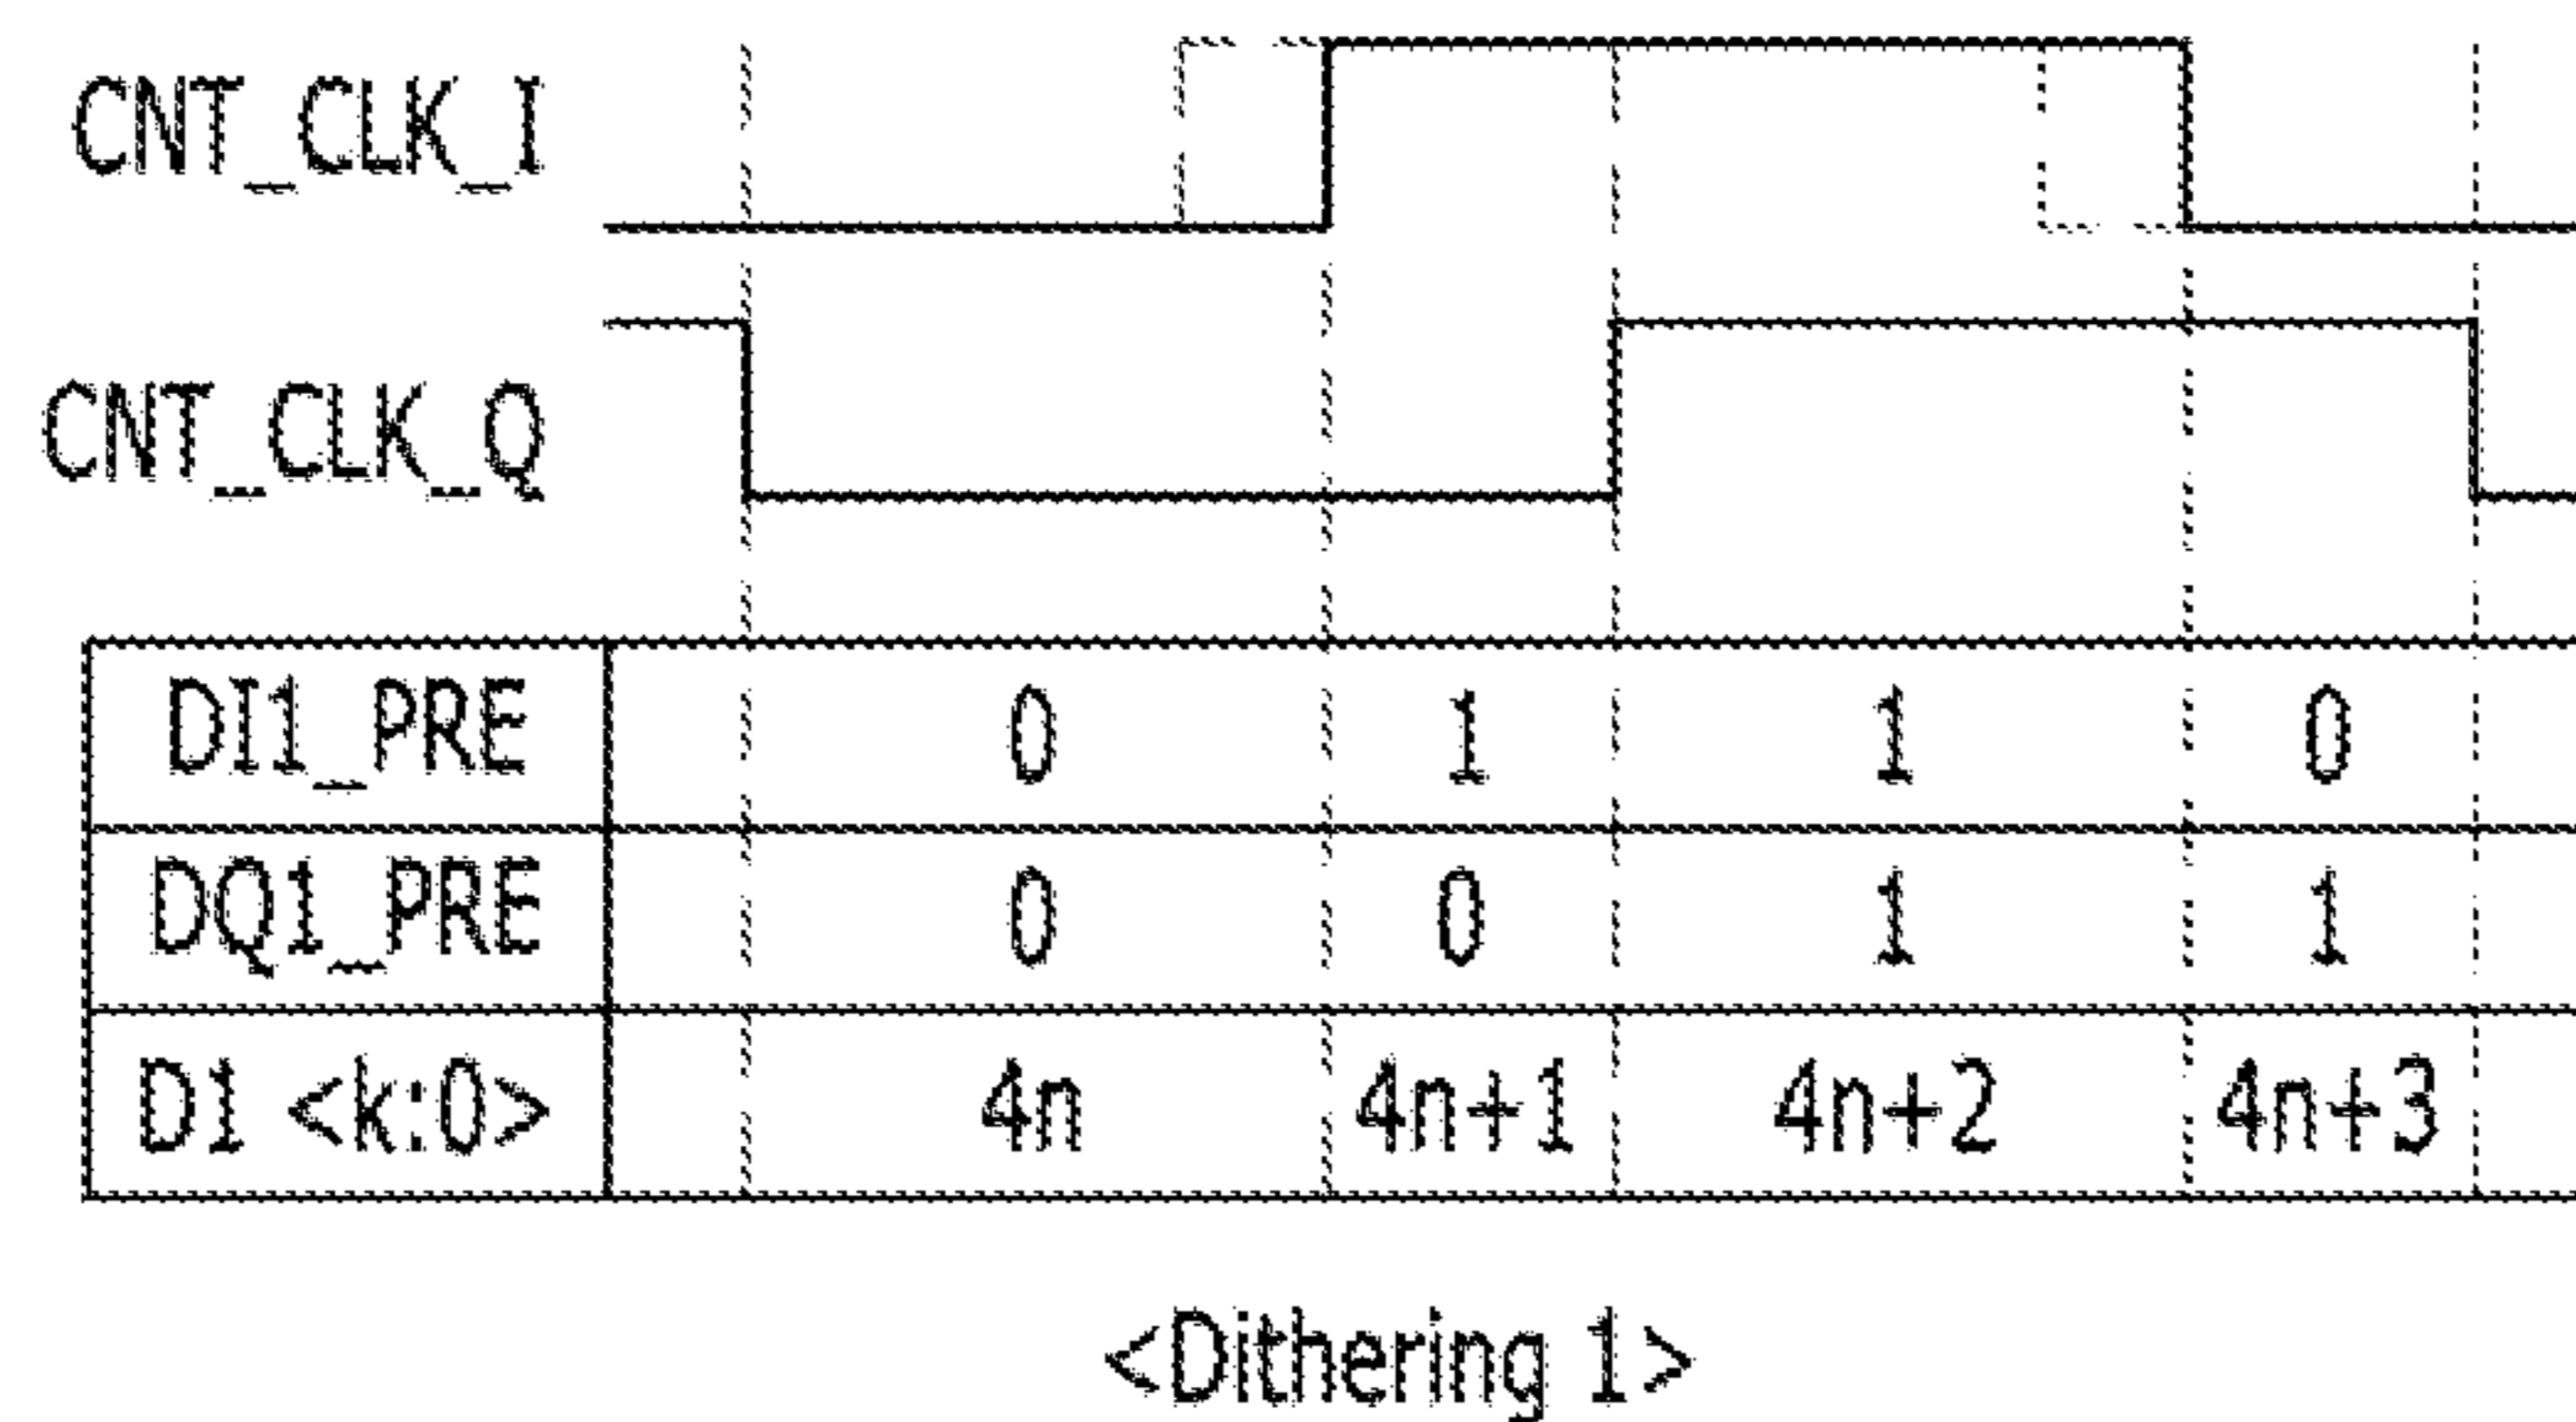 CNT_CLK_I
CNT_CLK_Q
DI1_PRE 0 1 1 0
DQ1_PRE 0 0 1 1
D1 <k:0> 4n 4n+1 4n+2 4n+3
<Dithering 1>